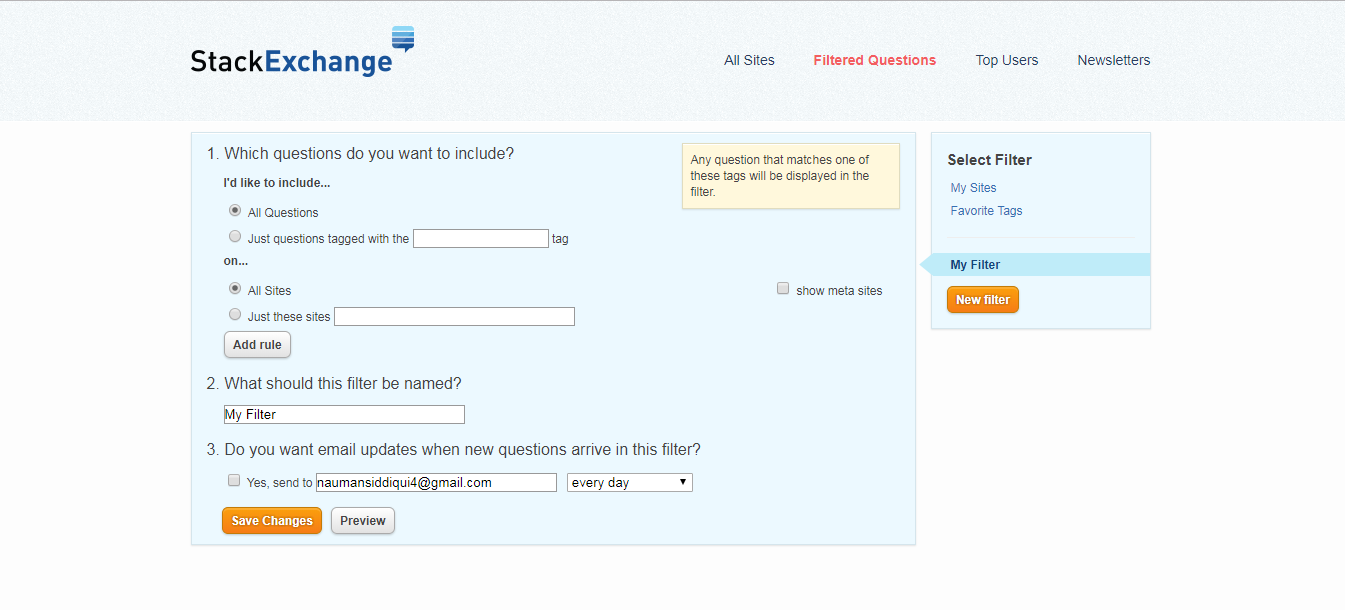 StackExchange
All Sites Filtered Questions Top Users Newsletters
1. Which questions do you want to include?
Any question that matches one of
these tags will be displayed in the
filter.
I'd like to include...
All Questions
Just questions tagged with the tag
on...
All Sites
show meta sites
Just these sites
Add rule
2. What should this filter be named?
My Filter
3. Do you want email updates when new questions arrive in this filter?
Yes, send to naumansiddiqui4@gmail.com every day
Save Changes Preview
Select Filter
My Sites
Favorite Tags
My Filter
New filter